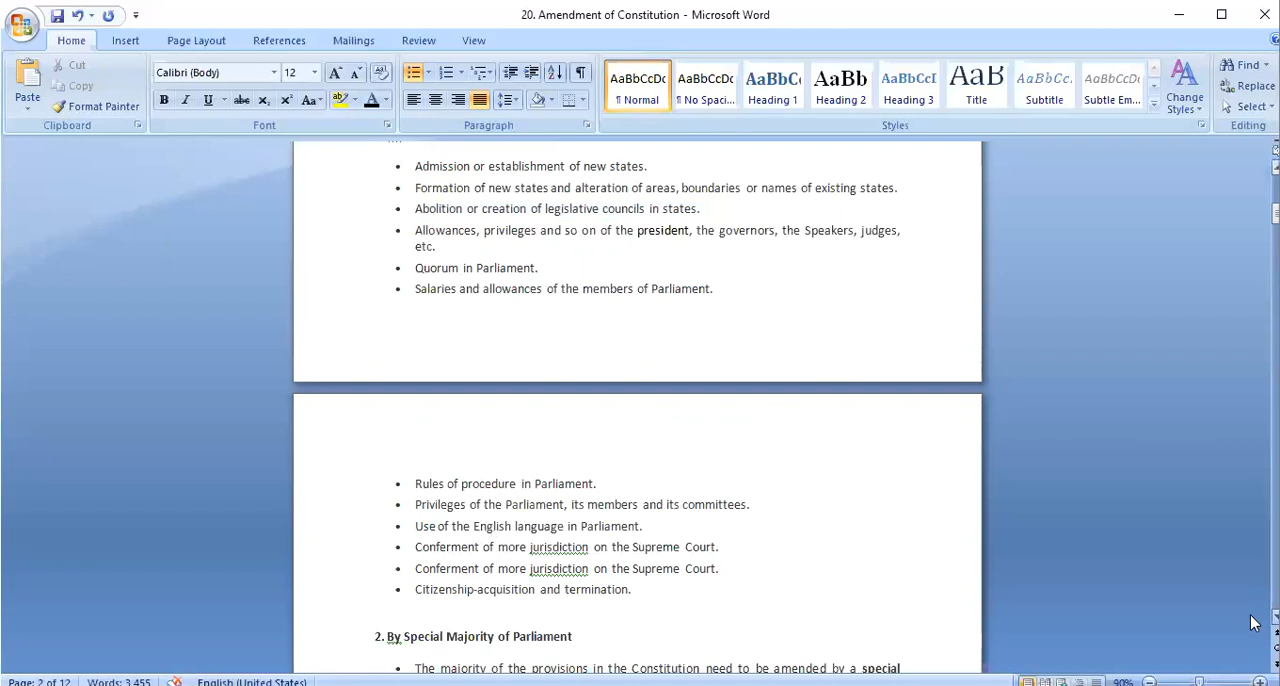 20. Amendment of Constitution - Microsoft Word
Home Insert Page Layout References Mailings Review View
Paste
Cut
Copy
Format Painter
Clipboard
Calibri (Body) 12
Font
Paragraph
AaBbCcDc AaBbCcDc AaBbC( AaBb AaBbCcI AaB AaBbCc. AaBbCcDc
¶ Normal ¶ No Spaci... Heading 1 Heading 2 Heading 3 Title Subtitle Subtle Em...
Change Styles
Styles
Find
Replace
Select
Editing
• Admission or establishment of new states.
• Formation of new states and alteration of areas, boundaries or names of existing states.
• Abolition or creation of legislative councils in states.
• Allowances, privileges and so on of the president, the governors, the Speakers, judges,
etc.
• Quorum in Parliament.
• Salaries and allowances of the members of Parliament.
• Rules of procedure in Parliament.
• Privileges of the Parliament, its members and its committees.
• Use of the English language in Parliament.
• Conferment of more jurisdiction on the Supreme Court.
• Conferment of more jurisdiction on the Supreme Court.
• Citizenship-acquisition and termination.
2. By Special Majority of Parliament
• The majority of the provisions in the Constitution need to be amended by a special
Page: 2 of 12 Words: 3,455 English (United States) 90%